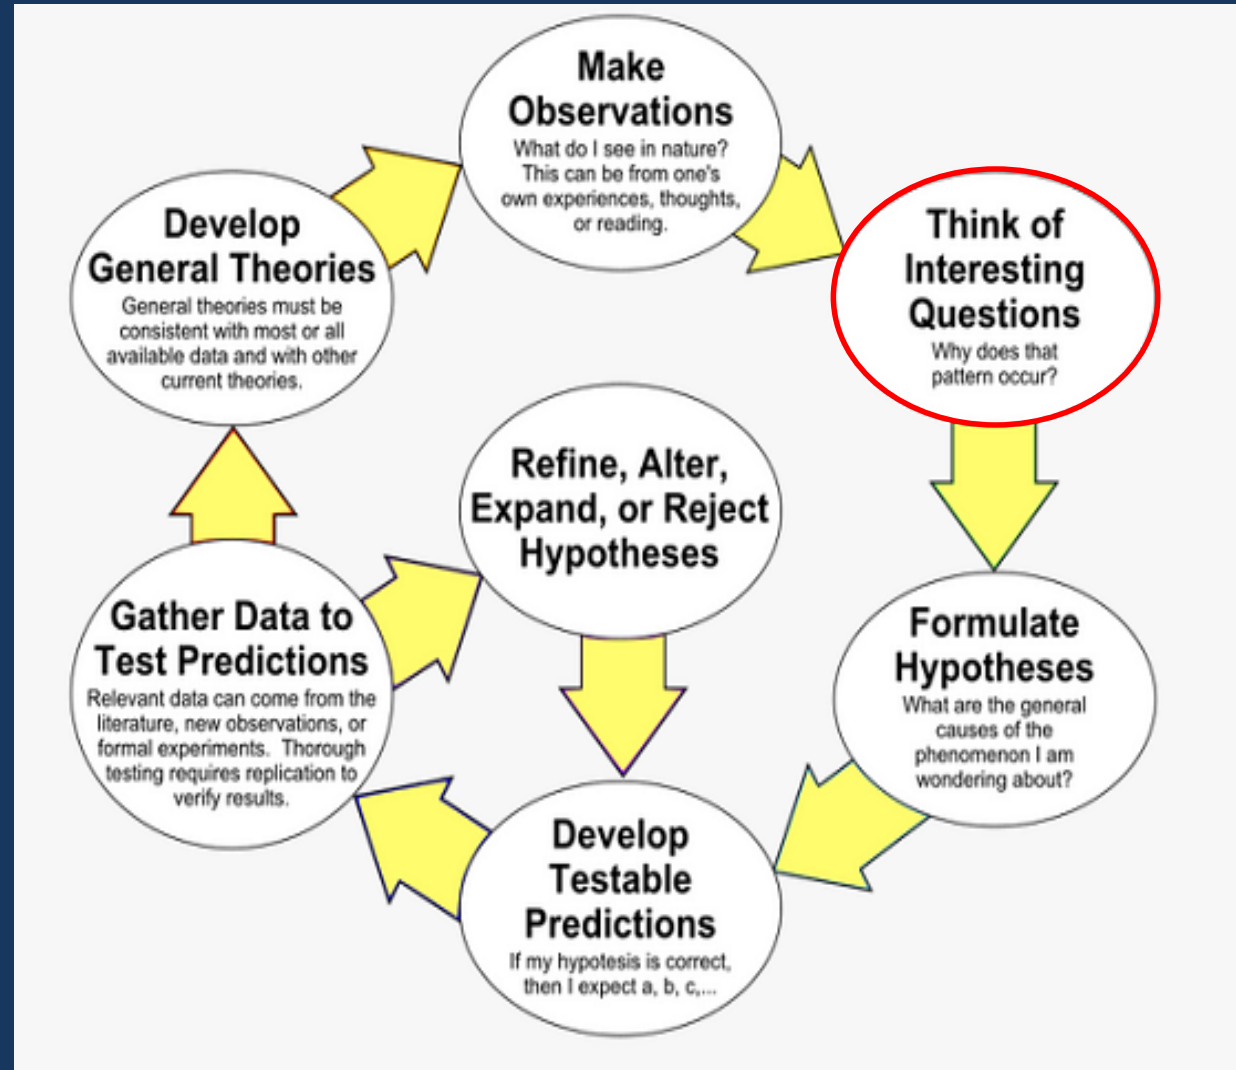 Make
Observations
What do I see in nature?
This can be from one's
own experiences, thoughts,
or reading.
Think of
Interesting
Questions
Why does that
pattern occur?
Formulate
Hypotheses
What are the general
causes of the
phenomenon I am
wondering about?
Develop
Testable
Predictions
If my hypotesis is correct,
then I expect a, b, c,...
Gather Data to
Test Predictions
Relevant data can come from the
literature, new observations, or
formal experiments. Thorough
testing requires replication to
verify results.
Refine, Alter,
Expand, or Reject
Hypotheses
Develop
General Theories
General theories must be
consistent with most or all
available data and with other
current theories.